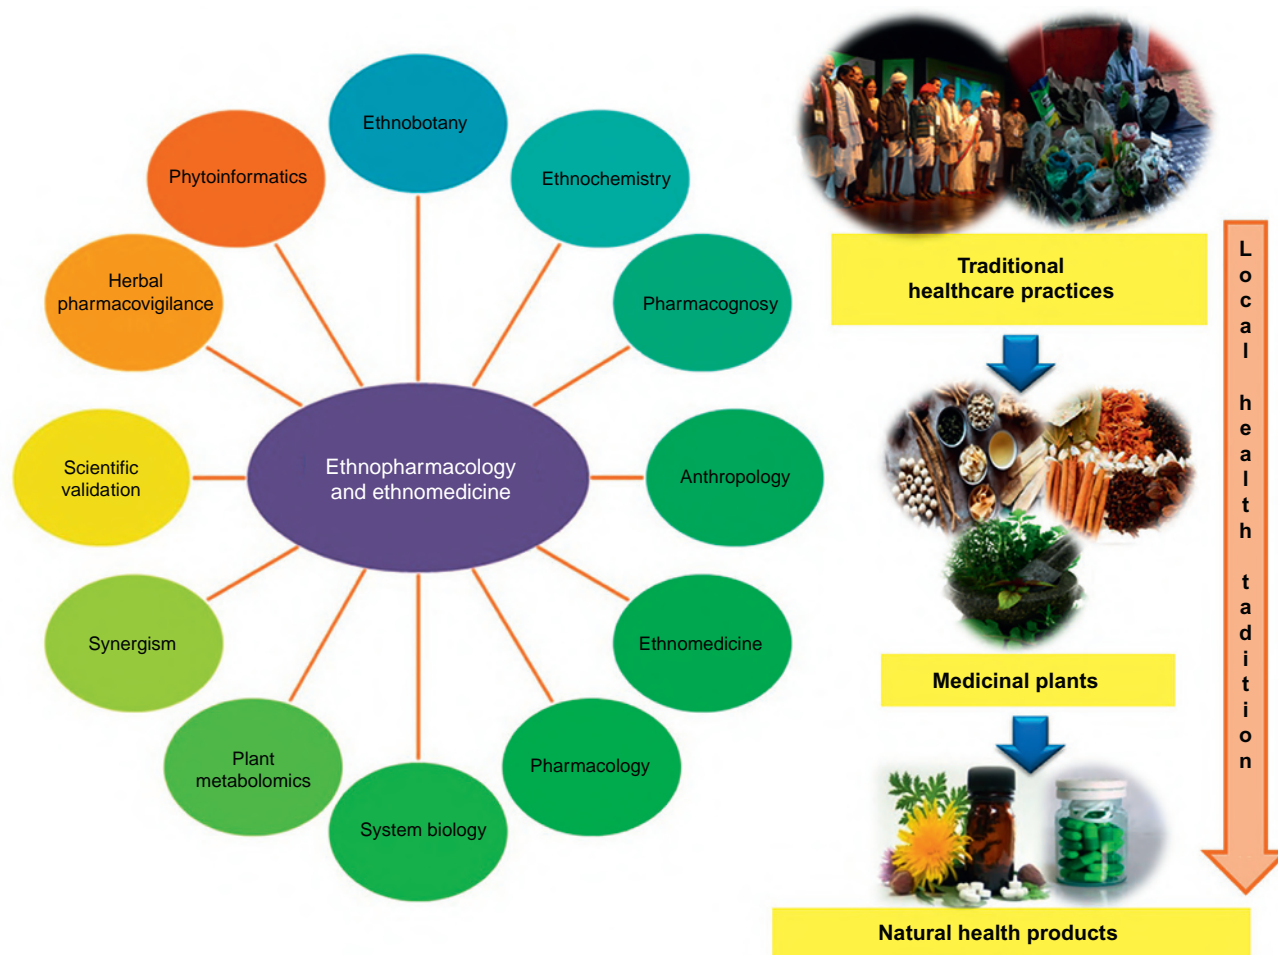 Ethnobotany
Ethnochemistry
Pharmacognosy
Anthropology
Ethnomedicine
Pharmacology
System biology
Plant
metabolomics
Synergism
Scientific
validation
Herbal
pharmacovigilance
Phytoinformatics
Ethnopharmacology
and ethnomedicine
Traditional
healthcare practices
Medicinal plants
Natural health products
Local health tadition